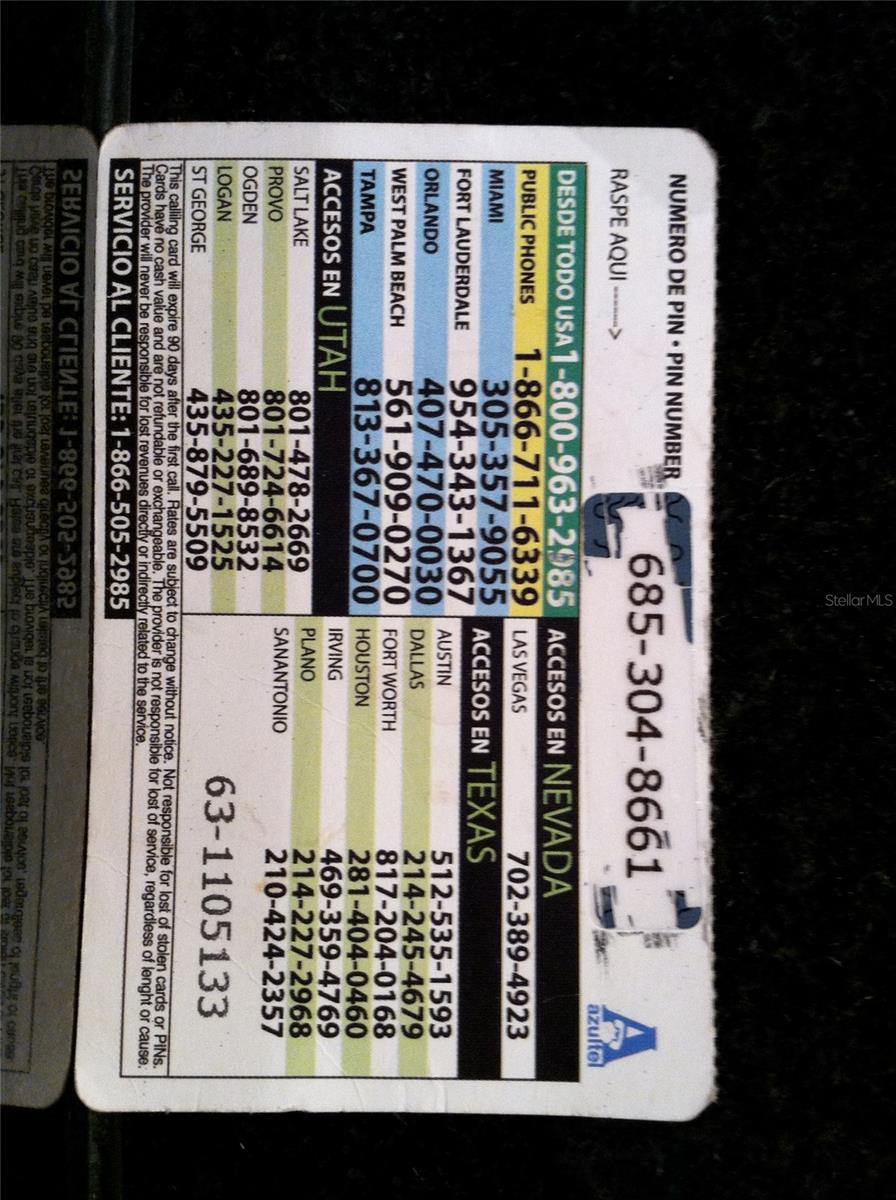 NUMERO DE PIN • PIN NUMBER
685-304-8661
RASPE AQUI ------->
azultel
DESDE TODO USA 1-800-963-2985
PUBLIC PHONES 1-866-711-6339
MIAMI 305-357-9055
FORT LAUDERDALE 954-343-1367
ORLANDO 407-470-0030
WEST PALM BEACH 561-909-0270
TAMPA 813-367-0700
ACCESOS EN UTAH
SALT LAKE 801-478-2669
PROVO 801-724-6614
OGDEN 801-689-8532
LOGAN 435-227-1525
ST GEORGE 435-879-5509
ACCESOS EN NEVADA
LAS VEGAS 702-389-4923
ACCESOS EN TEXAS
AUSTIN 512-535-1593
DALLAS 214-245-4679
FORT WORTH 817-204-0168
HOUSTON 281-404-0460
IRVING 469-359-4769
PLANO 214-227-2968
SANANTONIO 210-424-2357
63-1105133
This calling card will expire 90 days after the first call. Rates are subject to change without notice. Not responsible for lost of stolen cards or PINs.
Cards have no cash value and are not refundable or exchangeable. The provider is not responsible for lost of service, regardless of lenght or cause.
The provider will never be responsible for lost revenues directly or indirectly related to the service.
SERVICIO AL CLIENTE: 1-866-505-2985
SERVICIO AL CLIENTE: 1-866-505-2985
Stellar MLS